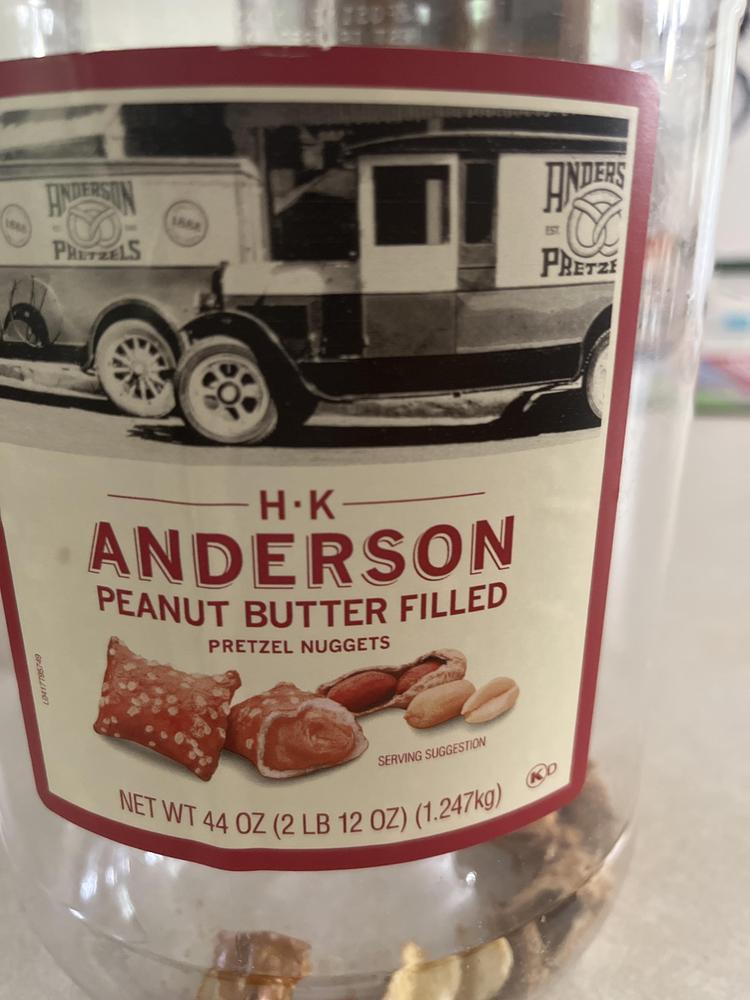 ANDERSON
1888
PRETZELS
ANDERS
EST.
PRETZE
H·K
ANDERSON
PEANUT BUTTER FILLED
PRETZEL NUGGETS
SERVING SUGGESTION
K D
NET WT 44 OZ (2 LB 12 OZ) (1.247kg)